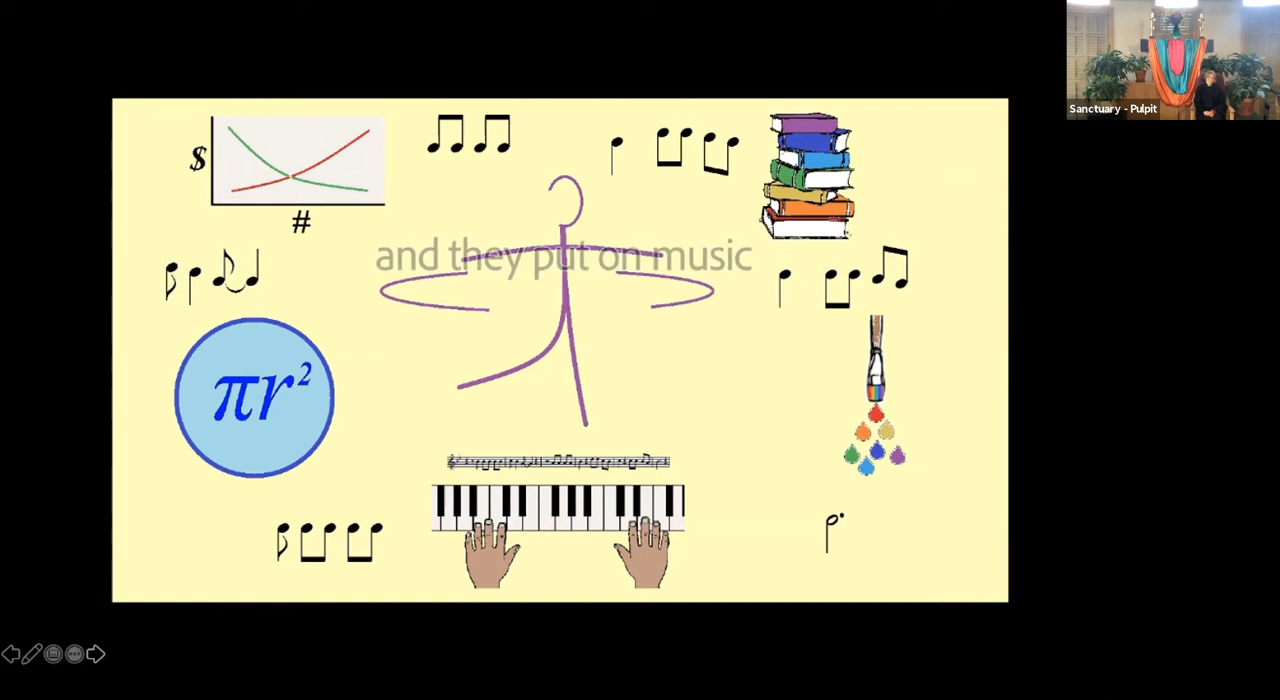 Sanctuary - Pulpit
$
#
and they put on music
πr²